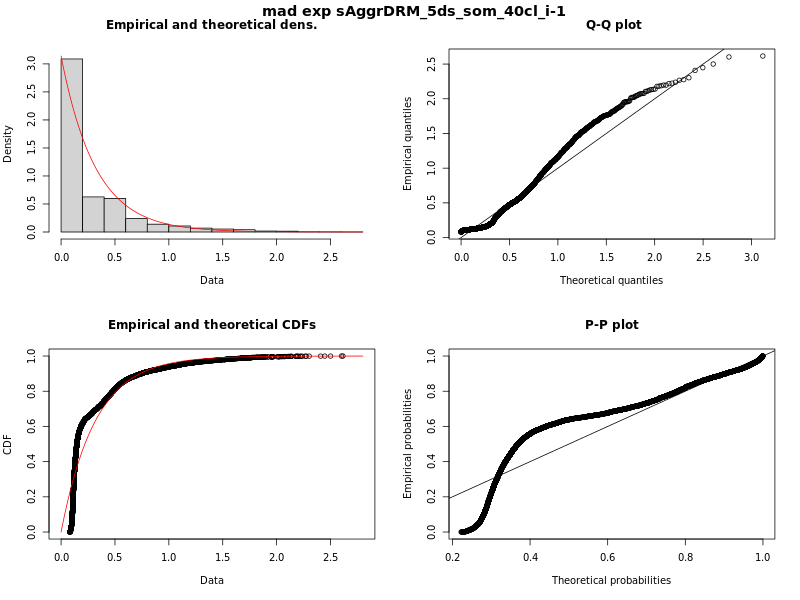 mad exp sAggrDRM_5ds_som_40cl_i-1
Empirical and theoretical dens.
Density
0.0 0.5 1.0 1.5 2.0 2.5 3.0
0.0 0.5 1.0 1.5 2.0 2.5
Data
Q-Q plot
Empirical quantiles
0.0 0.5 1.0 1.5 2.0 2.5
0.0 0.5 1.0 1.5 2.0 2.5 3.0
Theoretical quantiles
Empirical and theoretical CDFs
CDF
0.0 0.2 0.4 0.6 0.8 1.0
0.0 0.5 1.0 1.5 2.0 2.5
Data
P-P plot
Empirical probabilities
0.0 0.2 0.4 0.6 0.8 1.0
0.2 0.4 0.6 0.8 1.0
Theoretical probabilities